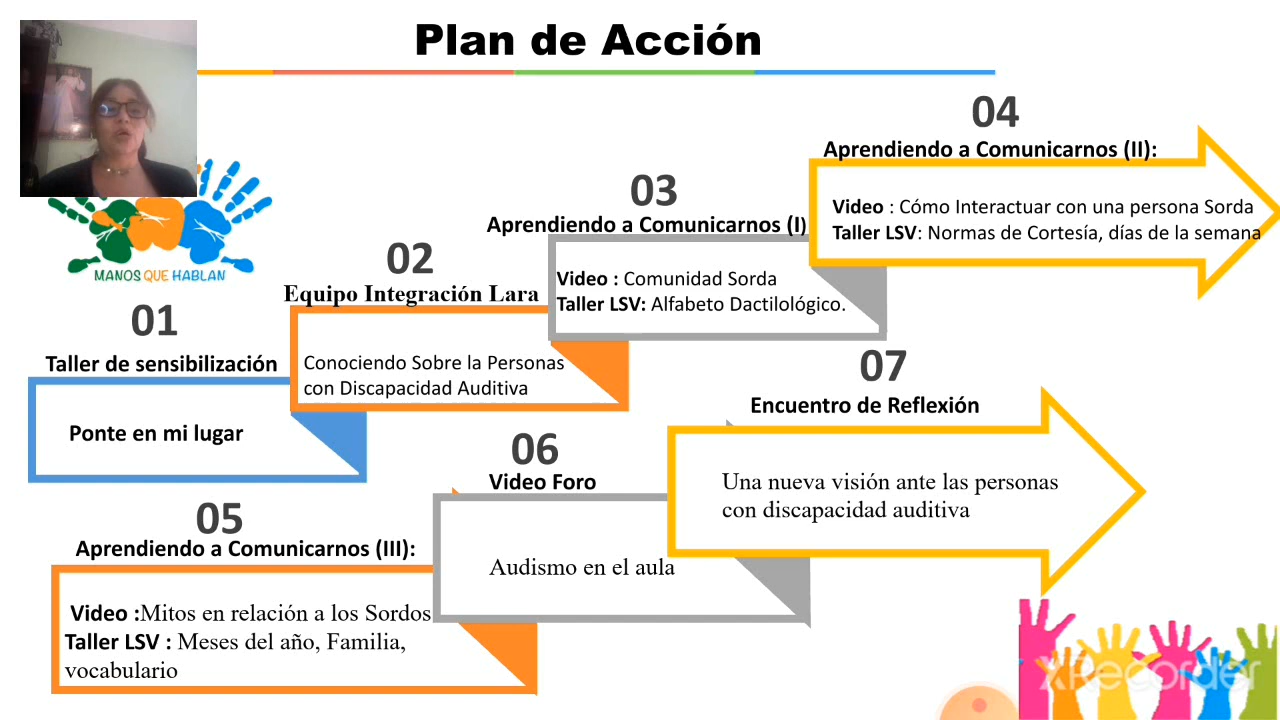 Plan de Acción
MANOS QUE HABLAN
01
Taller de sensibilización
Ponte en mi lugar
02
Equipo Integración Lara
Conociendo Sobre la Personas
con Discapacidad Auditiva
03
Aprendiendo a Comunicarnos (I)
Video : Comunidad Sorda
Taller LSV: Alfabeto Dactilológico.
04
Aprendiendo a Comunicarnos (II):
Video : Cómo Interactuar con una persona Sorda
Taller LSV: Normas de Cortesía, días de la semana
05
Aprendiendo a Comunicarnos (III):
Video :Mitos en relación a los Sordos
Taller LSV : Meses del año, Familia,
vocabulario
06
Video Foro
Audismo en el aula
07
Encuentro de Reflexión
Una nueva visión ante las personas
con discapacidad auditiva
XRecorder